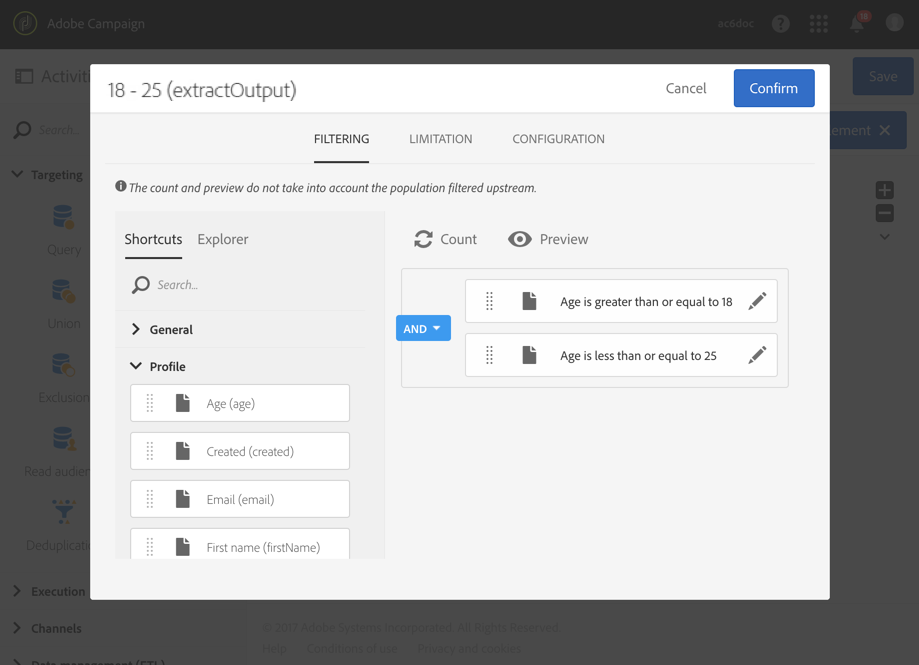 Adobe Campaign
ac6doc
16
Activiti
Save
18 - 25 (extractOutput)
Cancel
Confirm
Search...
ement
FILTERING
LIMITATION
CONFIGURATION
Targeting
The count and preview do not take into account the population filtered upstream.
Query
Union
Exclusion
Read audien
Deduplicati
Shortcuts
Explorer
Search...
General
Profile
Age (age)
Created (created)
Email (email)
First name (firstName)
Count
Preview
AND
Age is greater than or equal to 18
Age is less than or equal to 25
Execution
Channels
Data management (ETL)
© 2017 Adobe Systems Incorporated. All Rights Reserved.
Help
Conditions of use
Privacy and cookies